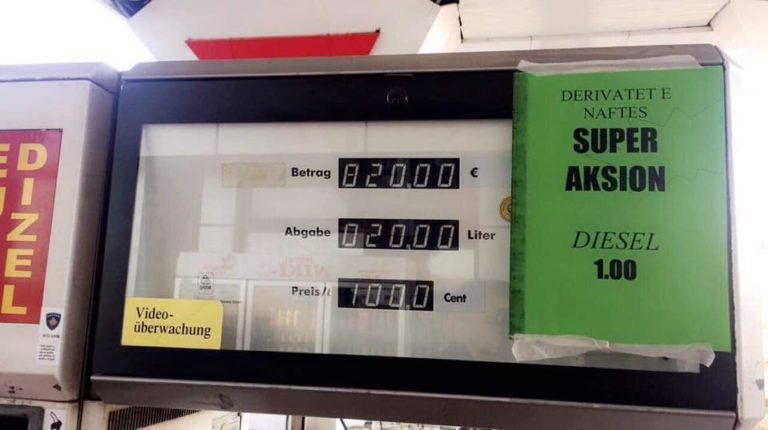 DIZEL
Betrag 820.00 €
Abgabe 020.00 Liter
Preis/ℓ 100.0 Cent
Video-
überwachung
DERIVATET E
NAFTES
SUPER
AKSION
DIESEL
1.00